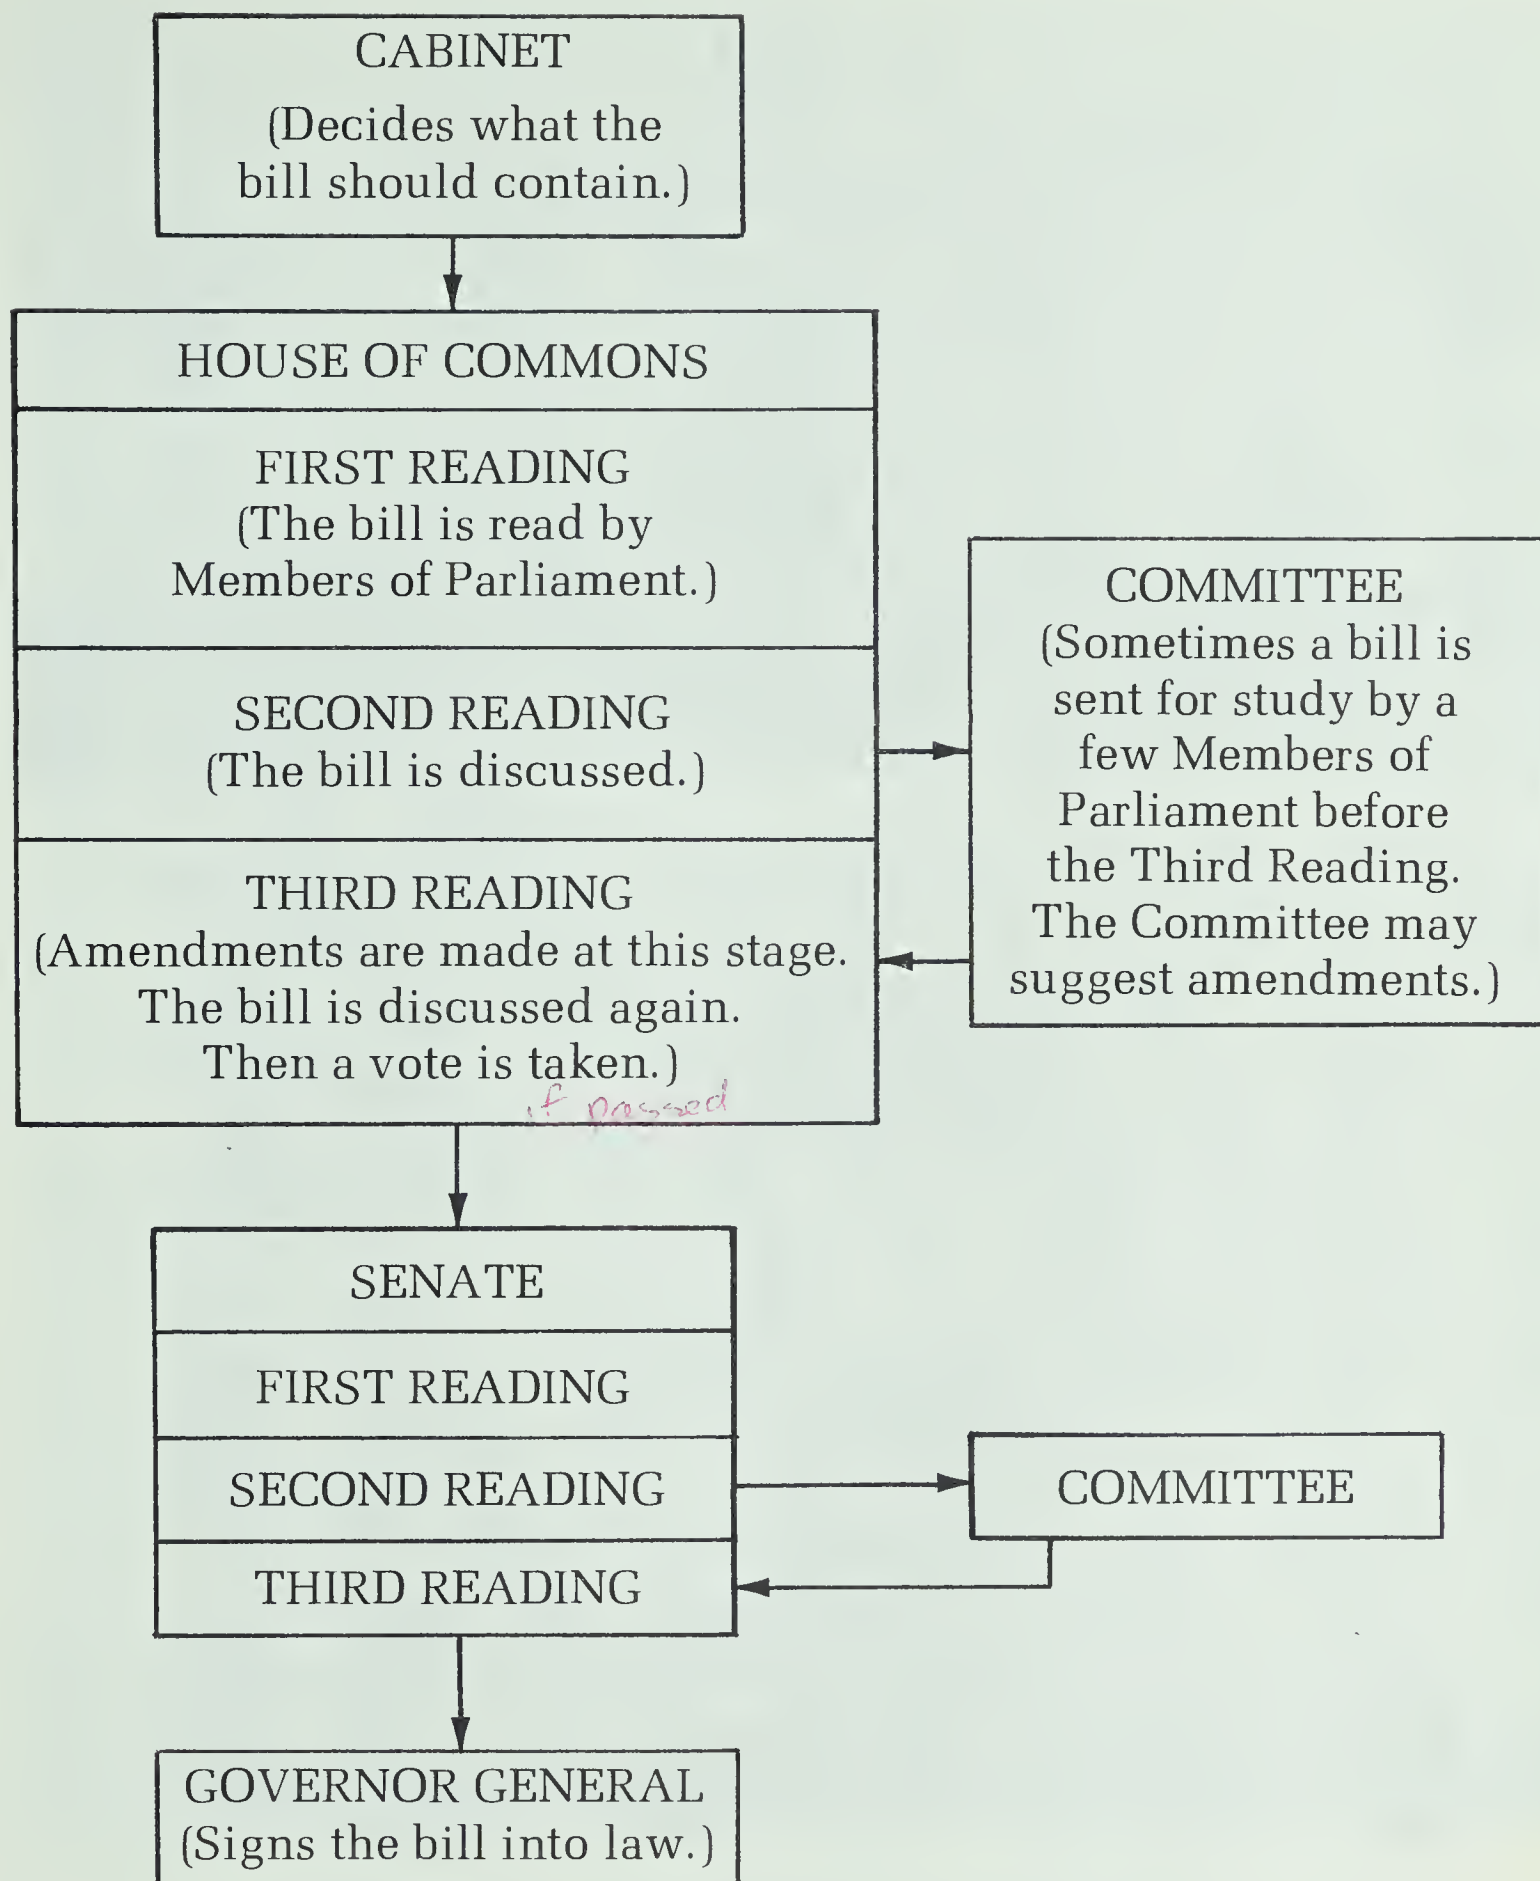 CABINET
(Decides what the
bill should contain.)
HOUSE OF COMMONS
FIRST READING
(The bill is read by
Members of Parliament.)
SECOND READING
(The bill is discussed.)
COMMITTEE
(Sometimes a bill is
sent for study by a
few Members of
Parliament before
the Third Reading.
The Committee may
suggest amendments.)
THIRD READING
(Amendments are made at this stage.
The bill is discussed again.
Then a vote is taken.)
if passed
SENATE
FIRST READING
SECOND READING
COMMITTEE
THIRD READING
GOVERNOR GENERAL
(Signs the bill into law.)